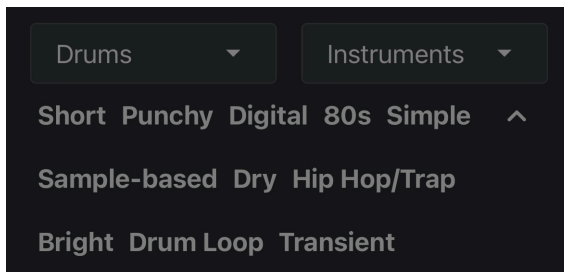 Drums Instruments
Short Punchy Digital 80s Simple
Sample-based Dry Hip Hop/Trap
Bright Drum Loop Transient